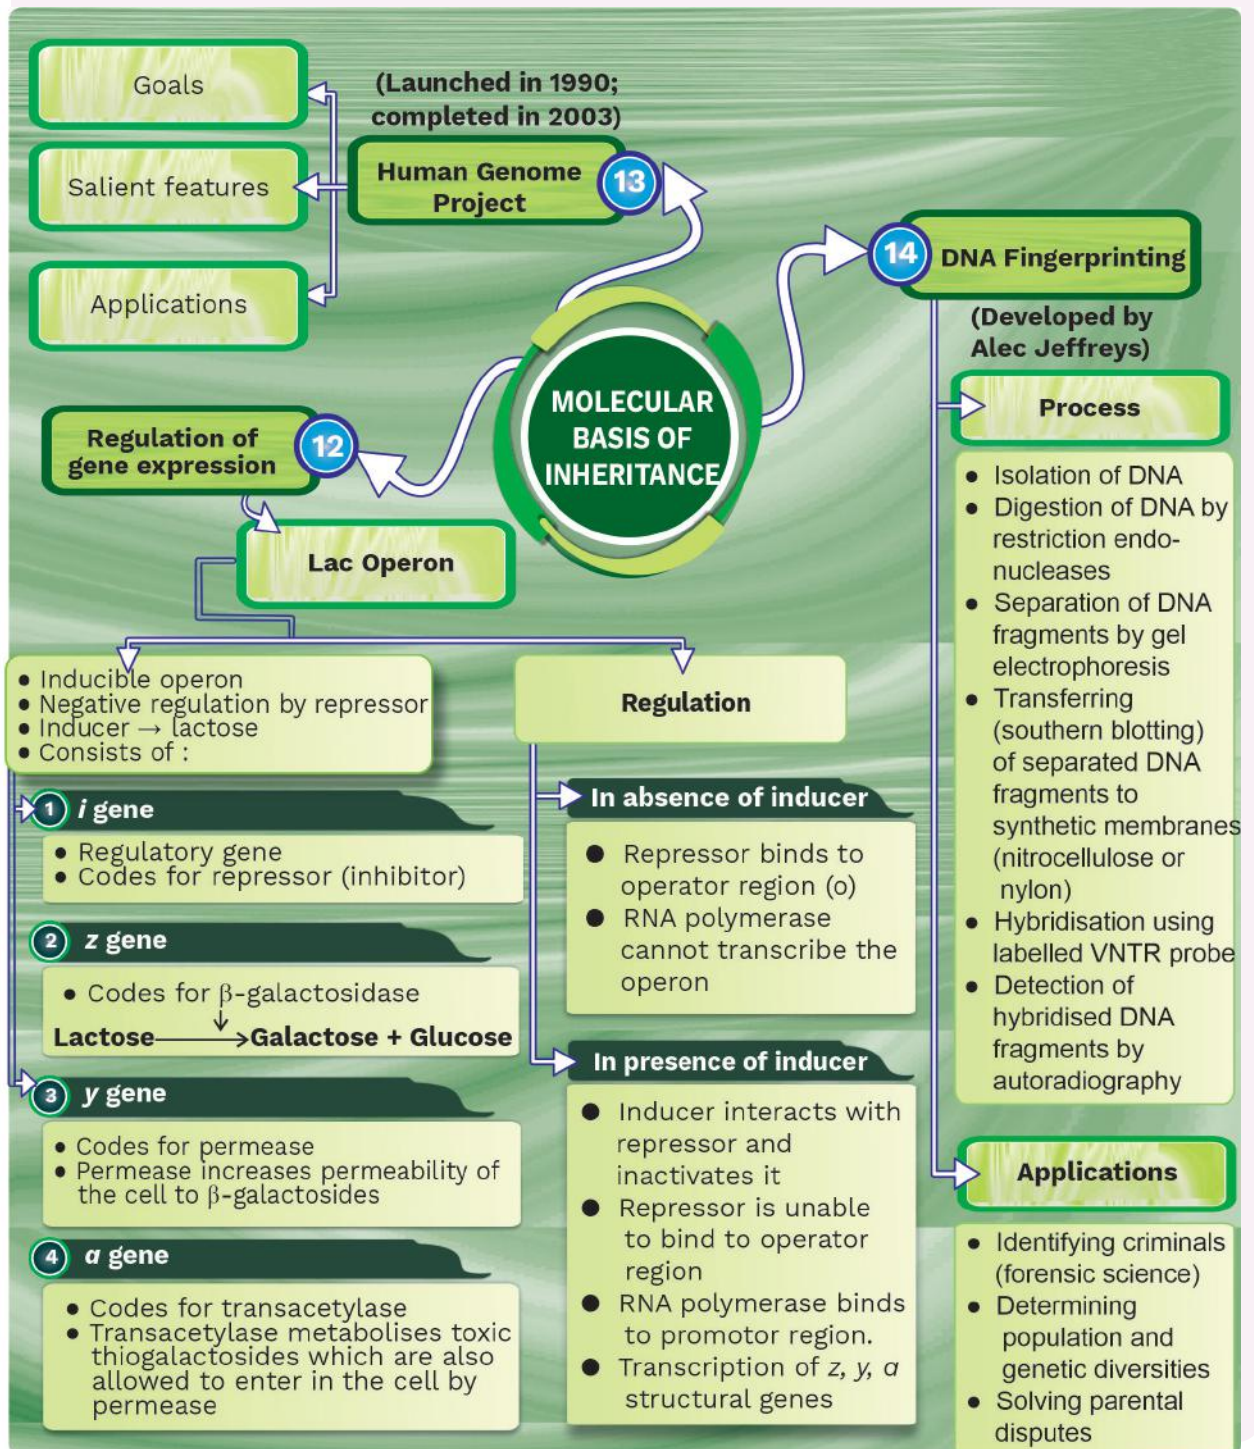 Goals
Salient features
Applications
(Launched in 1990;
completed in 2003)
Human Genome
Project
13
14
DNA Fingerprinting
(Developed by
Alec Jeffreys)
MOLECULAR
BASIS OF
INHERITANCE
Regulation of
gene expression
12
Lac Operon
● Inducible operon
● Negative regulation by repressor
● Inducer → lactose
● Consists of :
1 i gene
● Regulatory gene
● Codes for repressor (inhibitor)
2 z gene
● Codes for β-galactosidase
Lactose → Galactose + Glucose
3 y gene
● Codes for permease
● Permease increases permeability of
the cell to β-galactosides
4 a gene
● Codes for transacetylase
● Transacetylase metabolises toxic
thiogalactosides which are also
allowed to enter in the cell by
permease
Regulation
In absence of inducer
● Repressor binds to
operator region (o)
● RNA polymerase
cannot transcribe the
operon
In presence of inducer
● Inducer interacts with
repressor and
inactivates it
● Repressor is unable
to bind to operator
region
● RNA polymerase binds
to promotor region.
● Transcription of z, y, a
structural genes
Process
● Isolation of DNA
● Digestion of DNA by
restriction endo-
nucleases
● Separation of DNA
fragments by gel
electrophoresis
● Transferring
(southern blotting)
of separated DNA
fragments to
synthetic membranes
(nitrocellulose or
nylon)
● Hybridisation using
labelled VNTR probe
● Detection of
hybridised DNA
fragments by
autoradiography
Applications
● Identifying criminals
(forensic science)
● Determining
population and
genetic diversities
● Solving parental
disputes